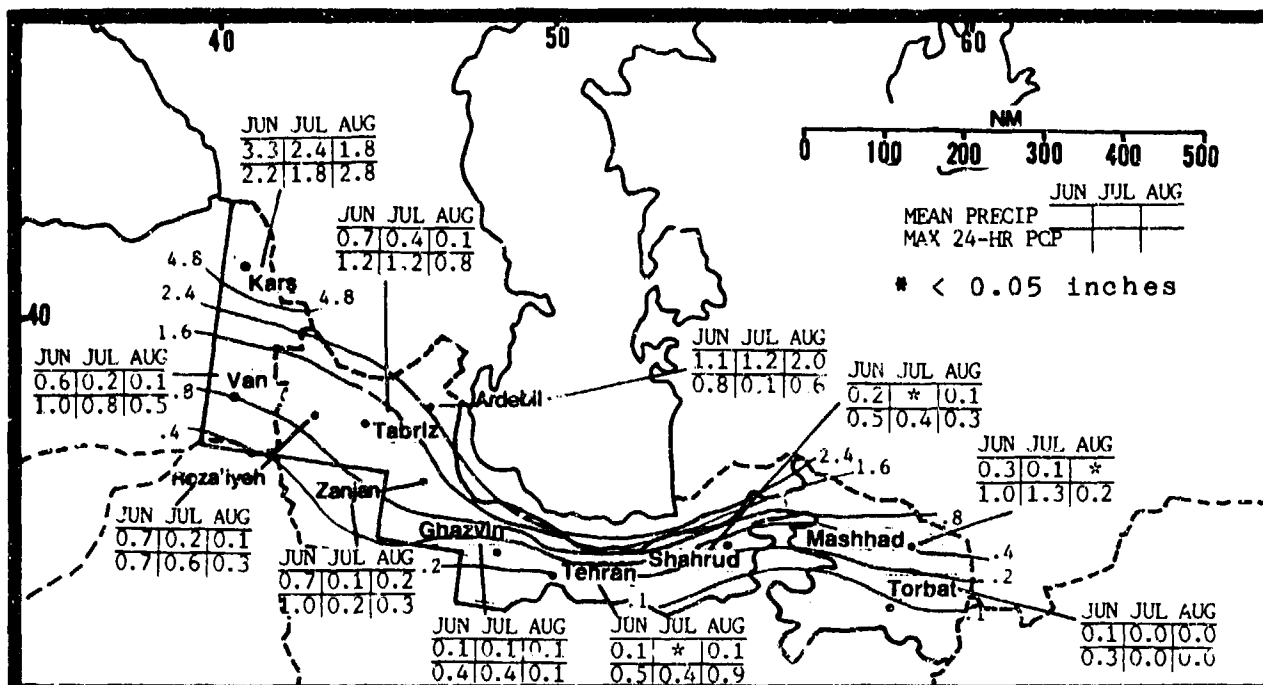 40 50 60
JUN JUL AUG
3.3 2.4 1.8
2.2 1.8 2.8
NM
0 100 200 300 400 500
JUN JUL AUG
MEAN PRECIP
MAX 24-HR PCP
* < 0.05 inches
JUN JUL AUG
0.7 0.4 0.1
1.2 1.2 0.8
4.8
Kars
4.8
2.4
40
1.6
JUN JUL AUG
0.6 0.2 0.1
1.0 0.8 0.5
Van
.8
JUN JUL AUG
1.1 1.2 2.0
0.8 0.1 0.6
Ardebil
JUN JUL AUG
0.2 * 0.1
0.5 0.4 0.3
Tabriz
.4
2.4
1.6
JUN JUL AUG
0.3 0.1 *
1.0 1.3 0.2
Roza'iyeh
Zanjan
JUN JUL AUG
0.7 0.2 0.1
0.7 0.6 0.3
Ghazvin
.8
Mashhad
.4
Shahrud
JUN JUL AUG
0.7 0.1 0.2
1.0 0.2 0.3
.2
Tehran
.2
Torbat
.1
.1
JUN JUL AUG
0.1 0.1 0.1
0.4 0.4 0.1
JUN JUL AUG
0.1 * 0.1
0.5 0.4 0.9
JUN JUL AUG
0.1 0.0 0.0
0.3 0.0 0.0